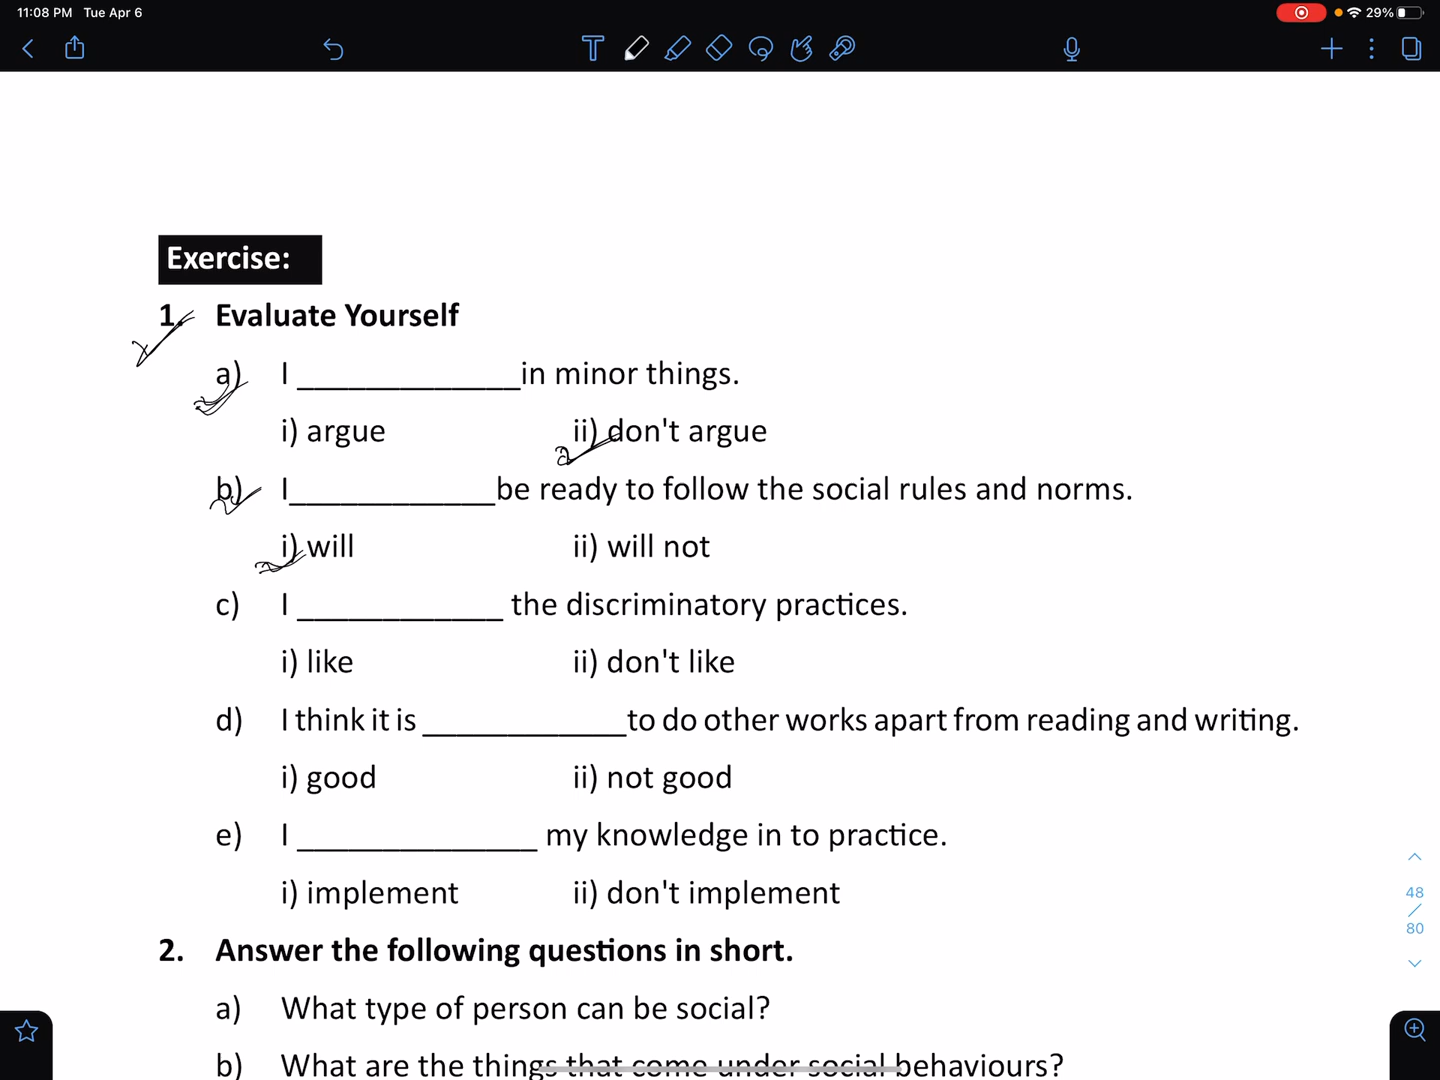 11:08 PM Tue Apr 6
29%
Exercise:
1. Evaluate Yourself
a) I _____________in minor things.
i) argue ii) don't argue
b) I____________be ready to follow the social rules and norms.
i) will ii) will not
c) I ____________ the discriminatory practices.
i) like ii) don't like
d) I think it is ____________to do other works apart from reading and writing.
i) good ii) not good
e) I ______________ my knowledge in to practice.
i) implement ii) don't implement
48
/
80
2. Answer the following questions in short.
a) What type of person can be social?
b) What are the things that come under social behaviours?